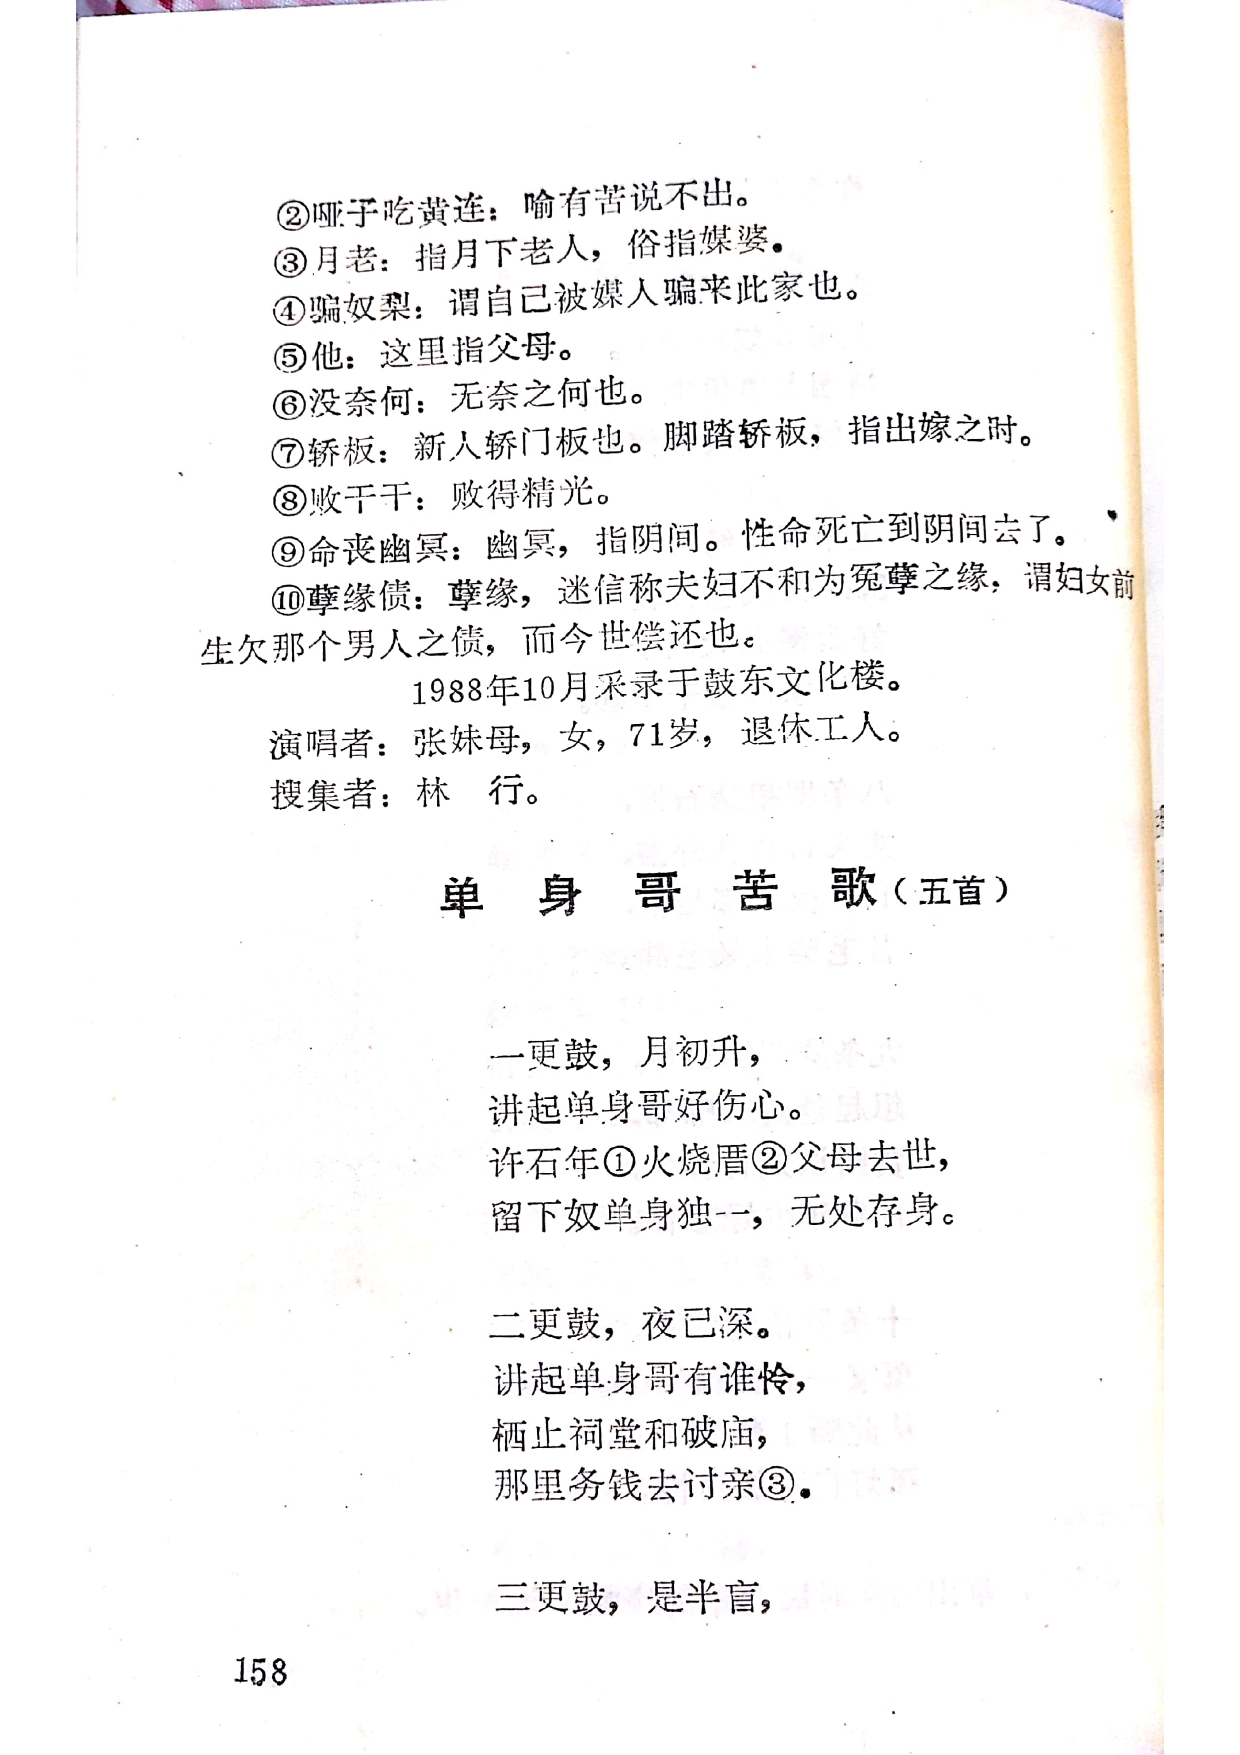 ②哑子吃黄连：喻有苦说不出。
③月老：指月下老人，俗指媒婆。
④骗奴梨：谓自己被媒人骗来此家也。
⑤他：这里指父母。
⑥没奈何：无奈之何也。
⑦轿板：新人轿门板也。脚踏轿板，指出嫁之时。
⑧败干干：败得精光。
⑨命丧幽冥：幽冥，指阴间。性命死亡到阴间去了。
⑩孽缘债：孽缘，迷信称夫妇不和为冤孽之缘，谓妇女前
生欠那个男人之债，而今世偿还也。
1988年10月采录于鼓东文化楼。
演唱者：张妹母，女，71岁，退休工人。
搜集者：林 行。
单身哥苦歌（五首）
一更鼓，月初升，
讲起单身哥好伤心。
许石年①火烧厝②父母去世，
留下奴单身独一，无处存身。
二更鼓，夜已深。
讲起单身哥有谁怜，
栖止祠堂和破庙，
那里务钱去讨亲③。
三更鼓，是半盲，
158